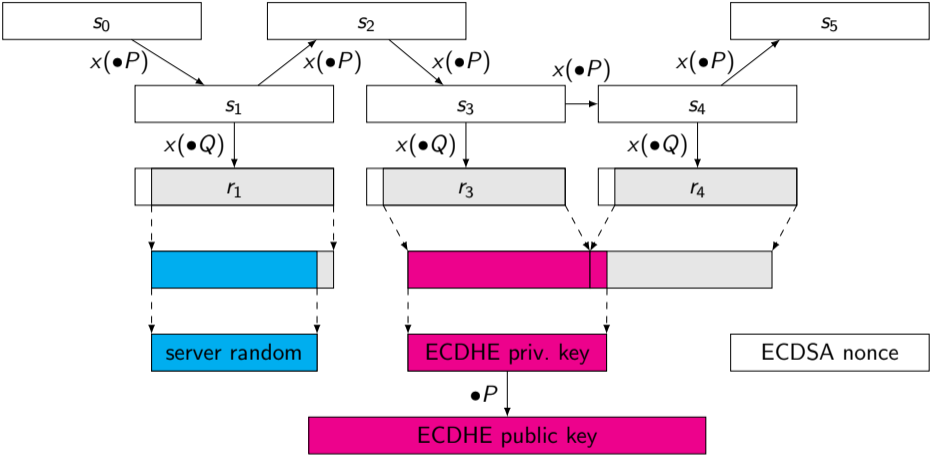 s₀ s₂ s₅
x(●P) x(●P) x(●P) x(●P) x(●P)
s₁ s₃ s₄
x(●Q) x(●Q) x(●Q)
r₁ r₃ r₄
server random ECDHE priv. key ECDSA nonce
●P
ECDHE public key